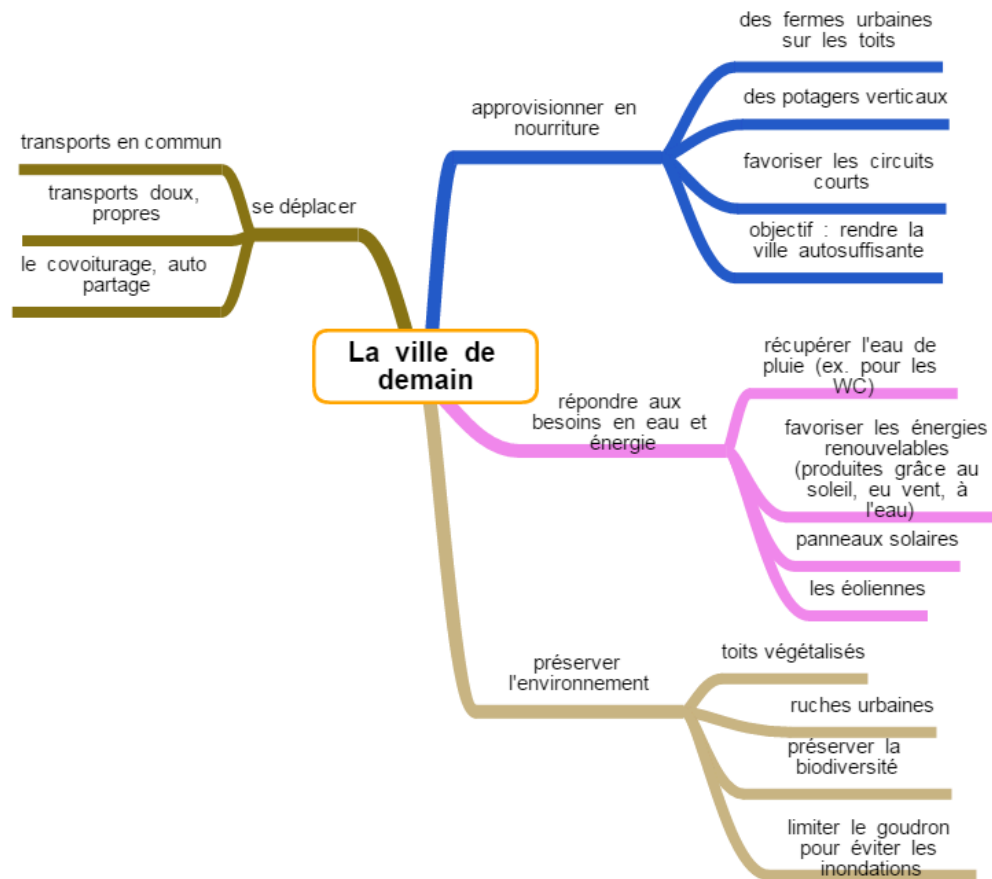 La ville de
demain
se déplacer
transports en commun
transports doux,
propres
le covoiturage, auto
partage
approvisionner en
nourriture
des fermes urbaines
sur les toits
des potagers verticaux
favoriser les circuits
courts
objectif : rendre la
ville autosuffisante
répondre aux
besoins en eau et
énergie
récupérer l'eau de
pluie (ex. pour les
WC)
favoriser les énergies
renouvelables
(produites grâce au
soleil, eu vent, à
l'eau)
panneaux solaires
les éoliennes
préserver
l'environnement
toits végétalisés
ruches urbaines
préserver la
biodiversité
limiter le goudron
pour éviter les
inondations